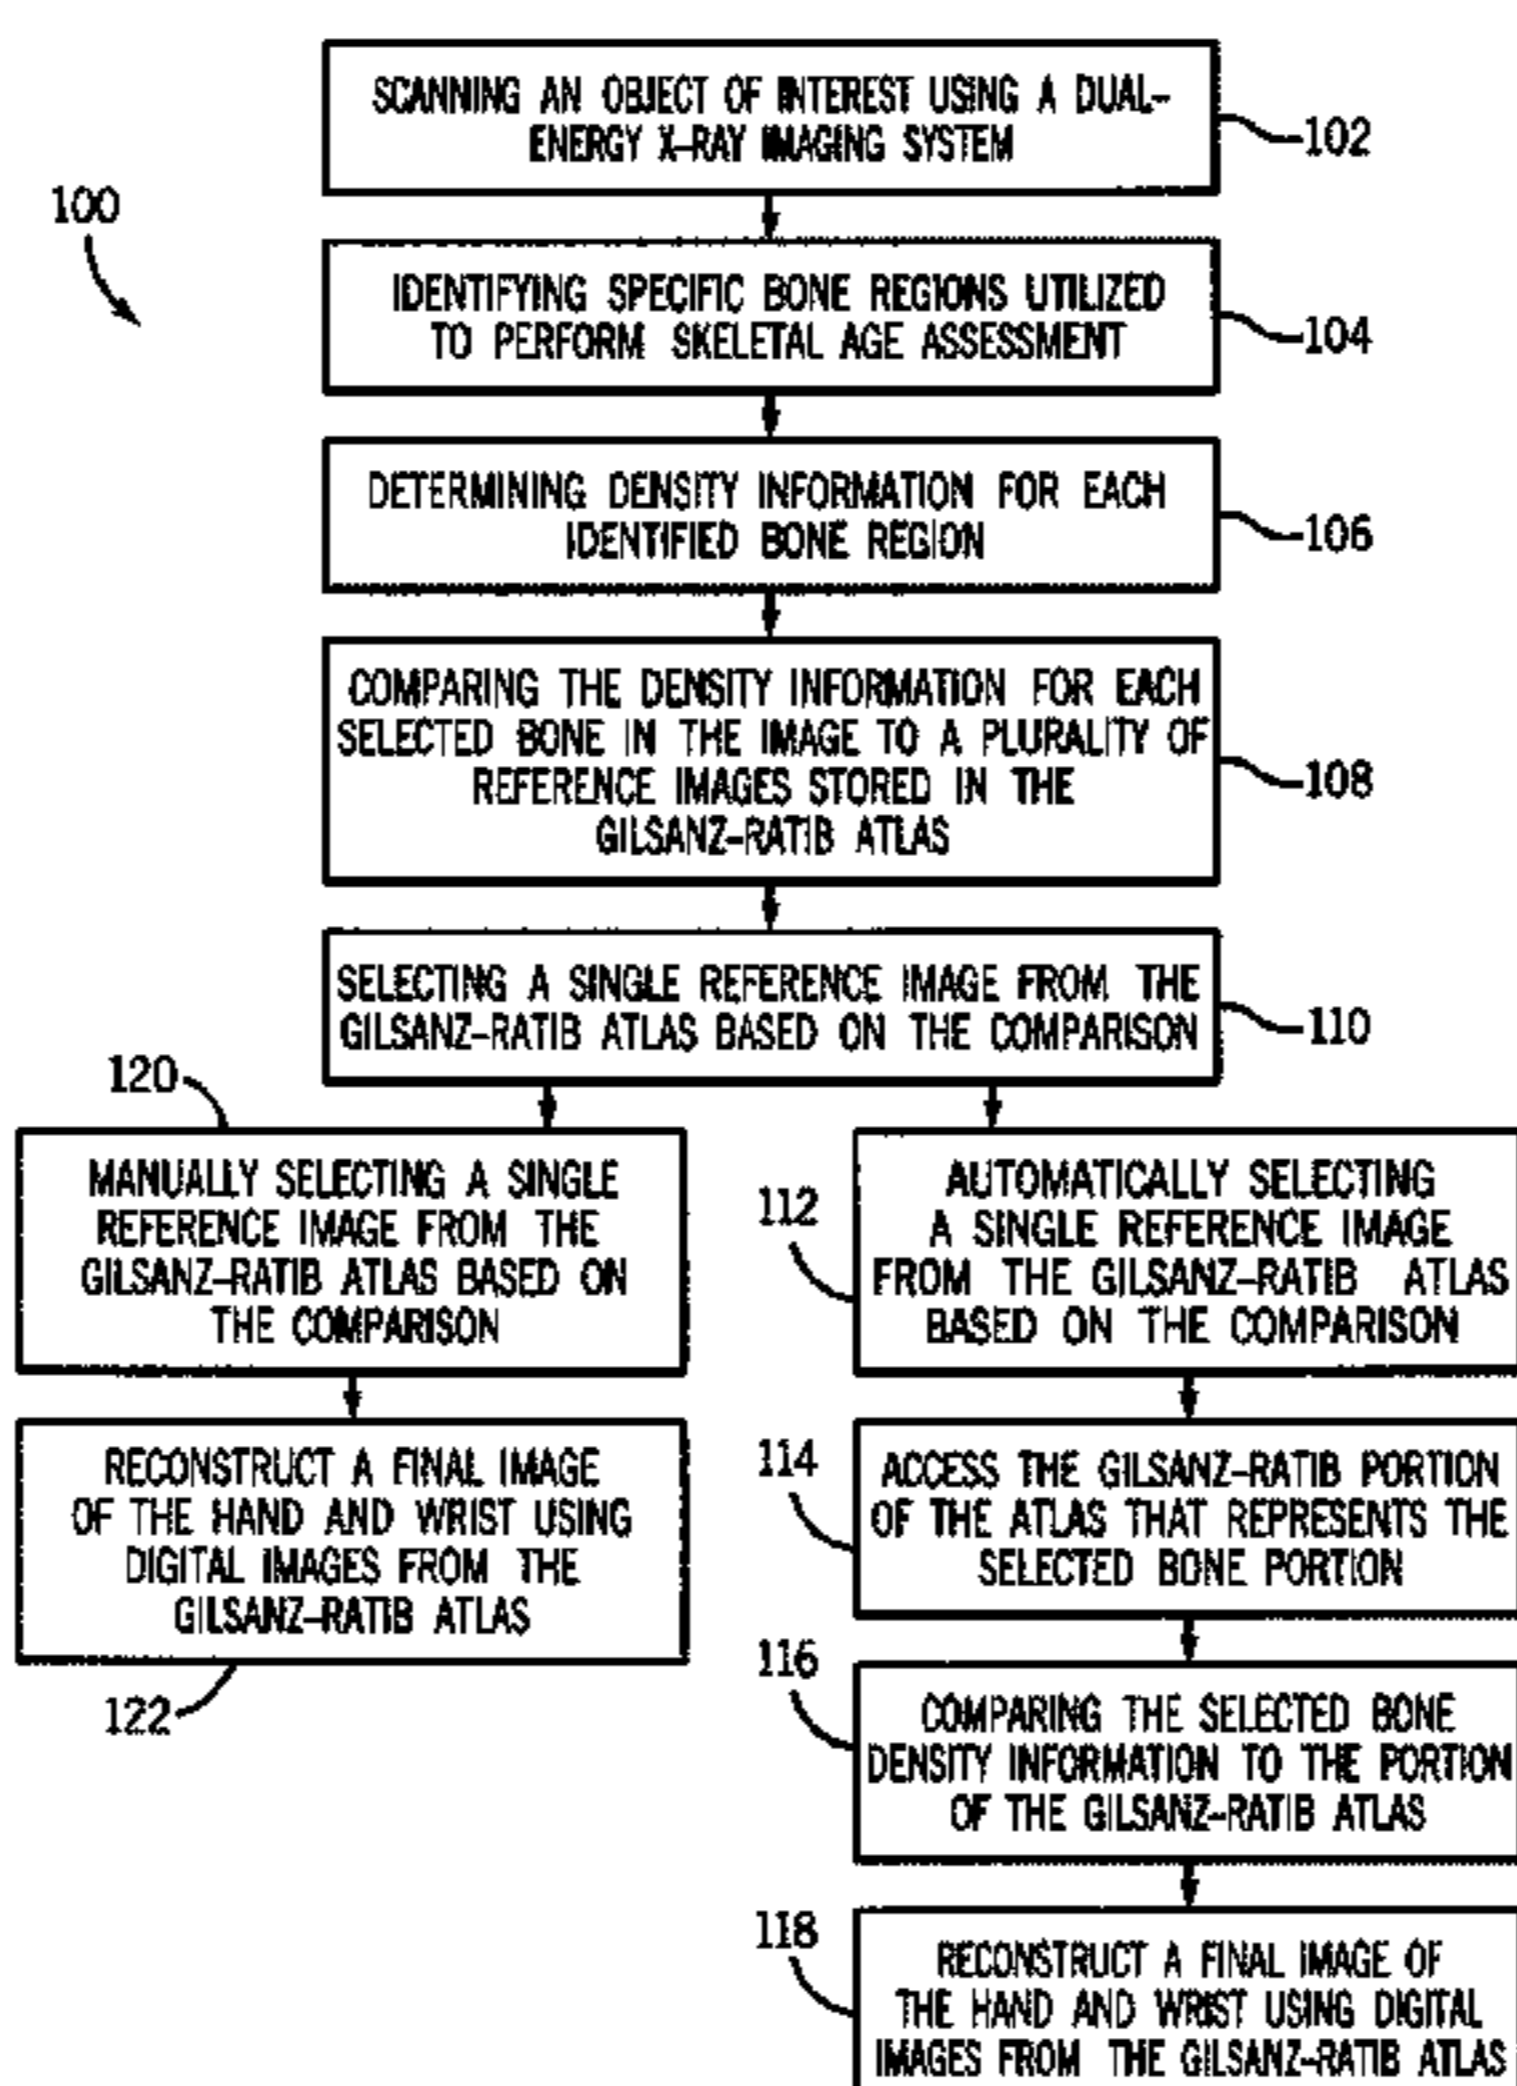 SCANNING AN OBJECT OF INTEREST USING A DUAL-
ENERGY X-RAY IMAGING SYSTEM
102
100
IDENTIFYING SPECIFIC BONE REGIONS UTILIZED
TO PERFORM SKELETAL AGE ASSESSMENT
104
DETERMINING DENSITY INFORMATION FOR EACH
IDENTIFIED BONE REGION
106
COMPARING THE DENSITY INFORMATION FOR EACH
SELECTED BONE IN THE IMAGE TO A PLURALITY OF
REFERENCE IMAGES STORED IN THE
GILSANZ-RATIB ATLAS
108
SELECTING A SINGLE REFERENCE IMAGE FROM THE
GILSANZ-RATIB ATLAS BASED ON THE COMPARISON
110
120
MANUALLY SELECTING A SINGLE
REFERENCE IMAGE FROM THE
GILSANZ-RATIB ATLAS BASED ON
THE COMPARISON
RECONSTRUCT A FINAL IMAGE
OF THE HAND AND WRIST USING
DIGITAL IMAGES FROM THE
GILSANZ-RATIB ATLAS
122
112
AUTOMATICALLY SELECTING
A SINGLE REFERENCE IMAGE
FROM THE GILSANZ-RATIB ATLAS
BASED ON THE COMPARISON
114
ACCESS THE GILSANZ-RATIB PORTION
OF THE ATLAS THAT REPRESENTS THE
SELECTED BONE PORTION
116
COMPARING THE SELECTED BONE
DENSITY INFORMATION TO THE PORTION
OF THE GILSANZ-RATIB ATLAS
118
RECONSTRUCT A FINAL IMAGE OF
THE HAND AND WRIST USING DIGITAL
IMAGES FROM THE GILSANZ-RATIB ATLAS